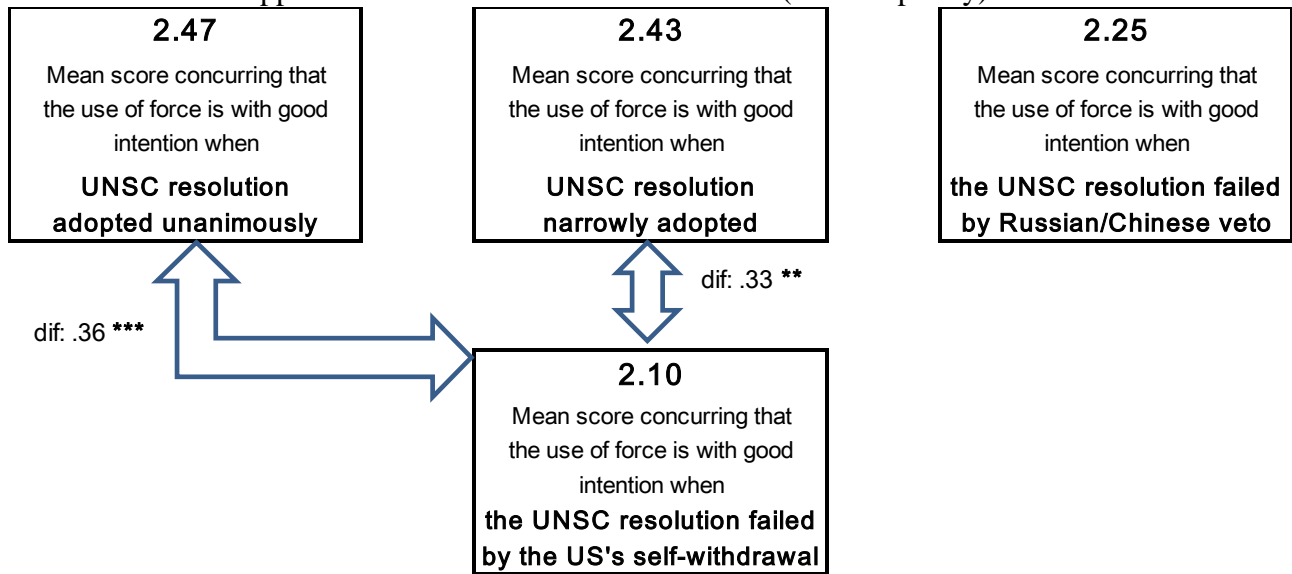 2.47
Mean score concurring that
the use of force is with good
intention when
UNSC resolution
adopted unanimously
2.43
Mean score concurring that
the use of force is with good
intention when
UNSC resolution
narrowly adopted
2.25
Mean score concurring that
the use of force is with good
intention when
the UNSC resolution failed
by Russian/Chinese veto
dif: .36 ***
dif: .33 **
2.10
Mean score concurring that
the use of force is with good
intention when
the UNSC resolution failed
by the US's self-withdrawal